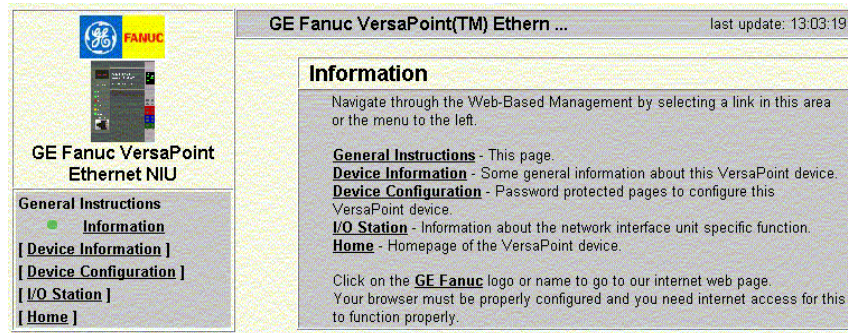 GE Fanuc VersaPoint(TM) Ethern ...
last update: 13:03:19
FANUC
GE Fanuc VersaPoint
Ethernet NIU
General Instructions
Information
[ Device Information ]
[ Device Configuration ]
[ I/O Station ]
[ Home ]
Information
Navigate through the Web-Based Management by selecting a link in this area
or the menu to the left.
General Instructions - This page.
Device Information - Some general information about this VersaPoint device.
Device Configuration - Password protected pages to configure this
VersaPoint device.
I/O Station - Information about the network interface unit specific function.
Home - Homepage of the VersaPoint device.
Click on the GE Fanuc logo or name to go to our internet web page.
Your browser must be properly configured and you need internet access for this
to function properly.